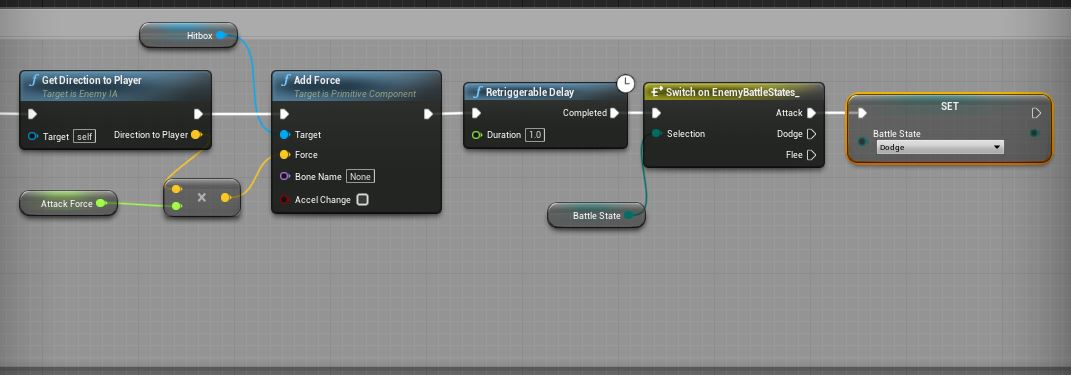 Hitbox
Get Direction to Player
Target is Enemy IA
Target self
Direction to Player
Attack Force
×
Add Force
Target is Primitive Component
Target
Force
Bone Name None
Accel Change
Retriggerable Delay
Completed
Duration 1.0
Switch on EnemyBattleStates_
Attack
Selection
Dodge
Flee
Battle State
SET
Battle State
Dodge